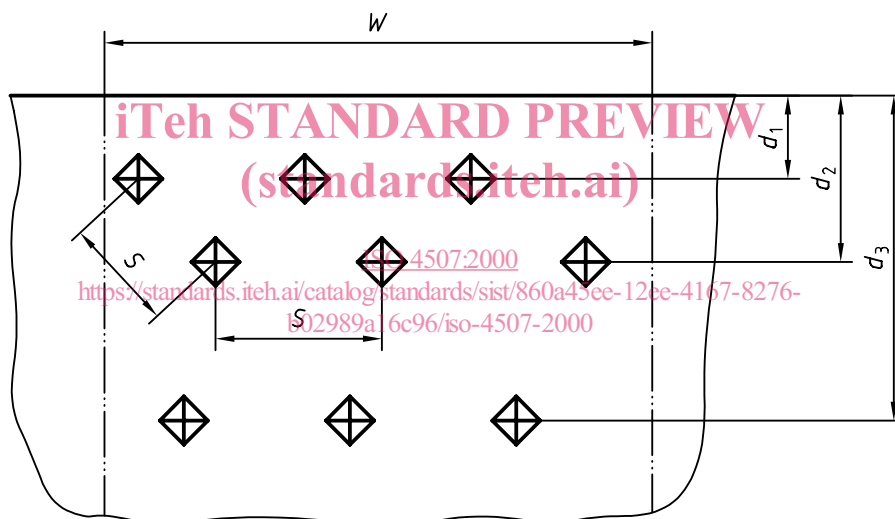 W
iTeh STANDARD PREVIEW
(standards.iteh.ai)
d1
d2
d3
S
ISO 4507:2000
https://standards.iteh.ai/catalog/standards/sist/860a45ee-12ee-4167-8276-
b02989a16c96/iso-4507-2000
S